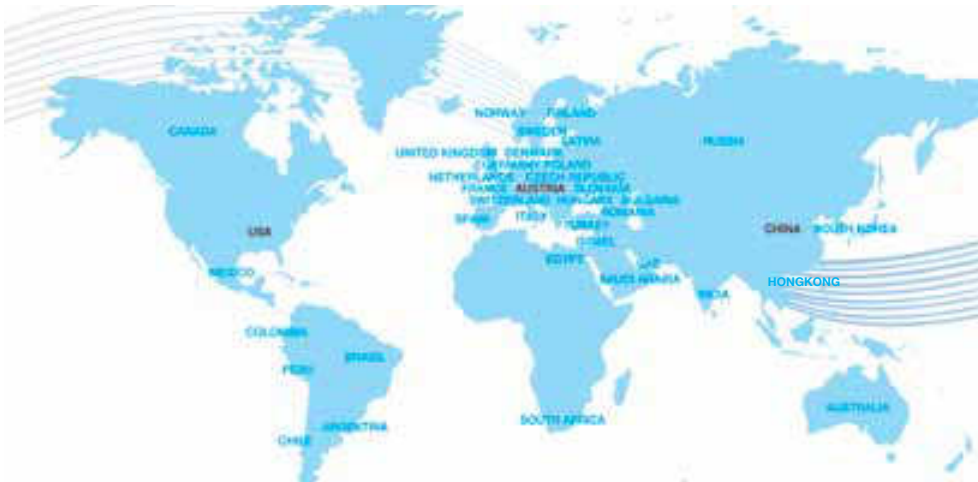 NORWAY FINLAND
CANADA SWEDEN LATVIA RUSSIA
UNITED KINGDOM DENMARK
GERMANY POLAND
NETHERLANDS CZECH REPUBLIC
FRANCE AUSTRIA SLOVAKIA
SWITZERLAND HUNGARY BULGARIA
SPAIN ITALY ROMANIA
TURKEY
USA CHINA SOUTH KOREA
ISRAEL
EGYPT UAE
MEXICO SAUDI ARABIA HONGKONG
INDIA
COLOMBIA
BRASIL
PERU
AUSTRALIA
SOUTH AFRICA
ARGENTINA
CHILE